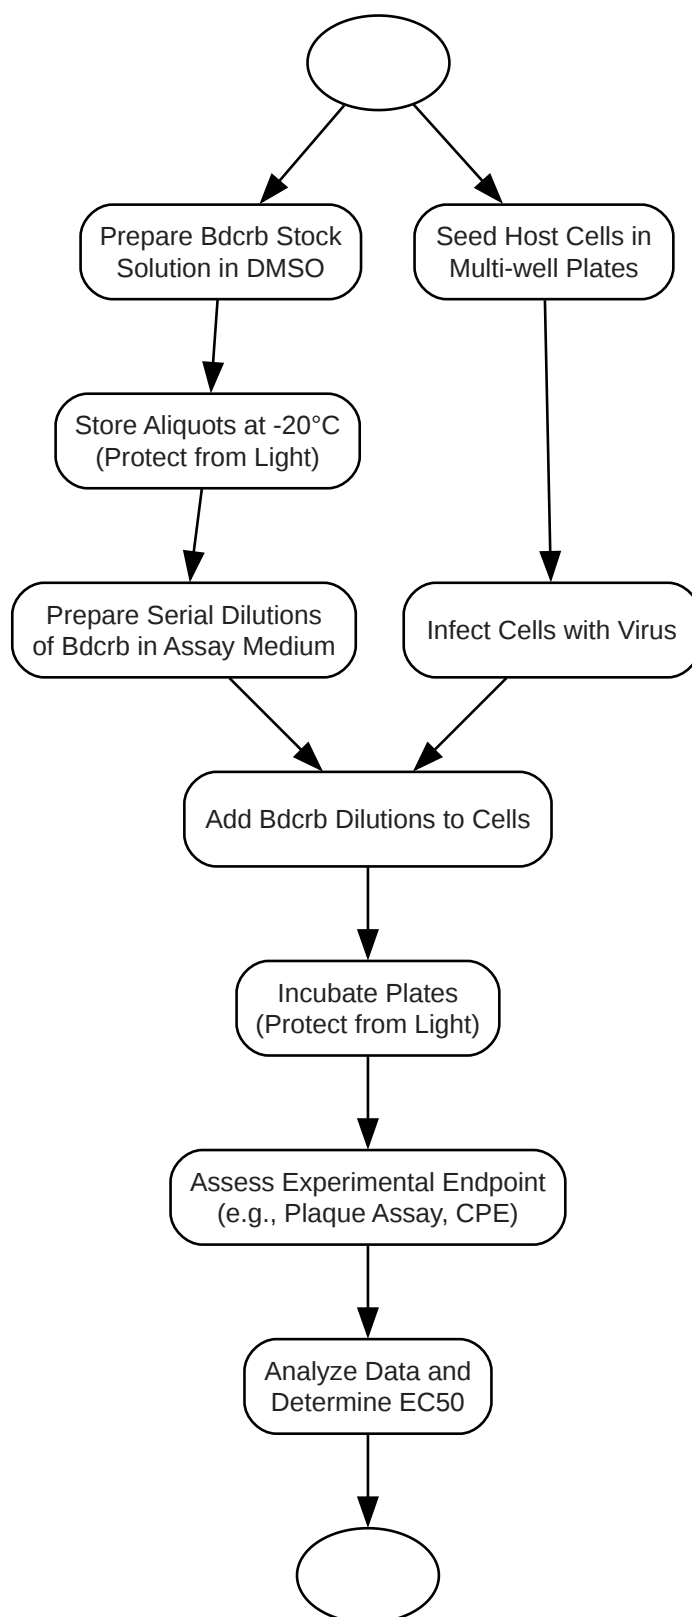 Prepare Bdcrb Stock
Solution in DMSO
Seed Host Cells in
Multi-well Plates
Store Aliquots at -20°C
(Protect from Light)
Prepare Serial Dilutions
of Bdcrb in Assay Medium
Infect Cells with Virus
Add Bdcrb Dilutions to Cells
Incubate Plates
(Protect from Light)
Assess Experimental Endpoint
(e.g., Plaque Assay, CPE)
Analyze Data and
Determine EC50